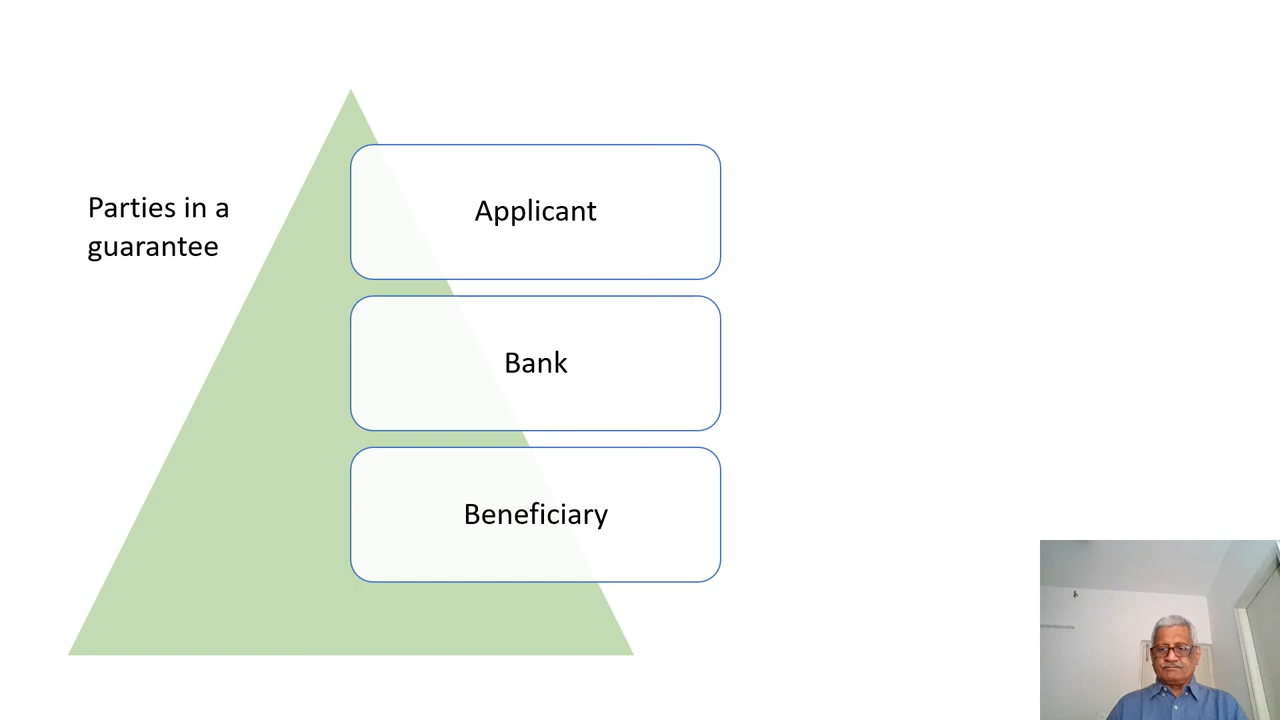 Parties in a
guarantee
Applicant
Bank
Beneficiary